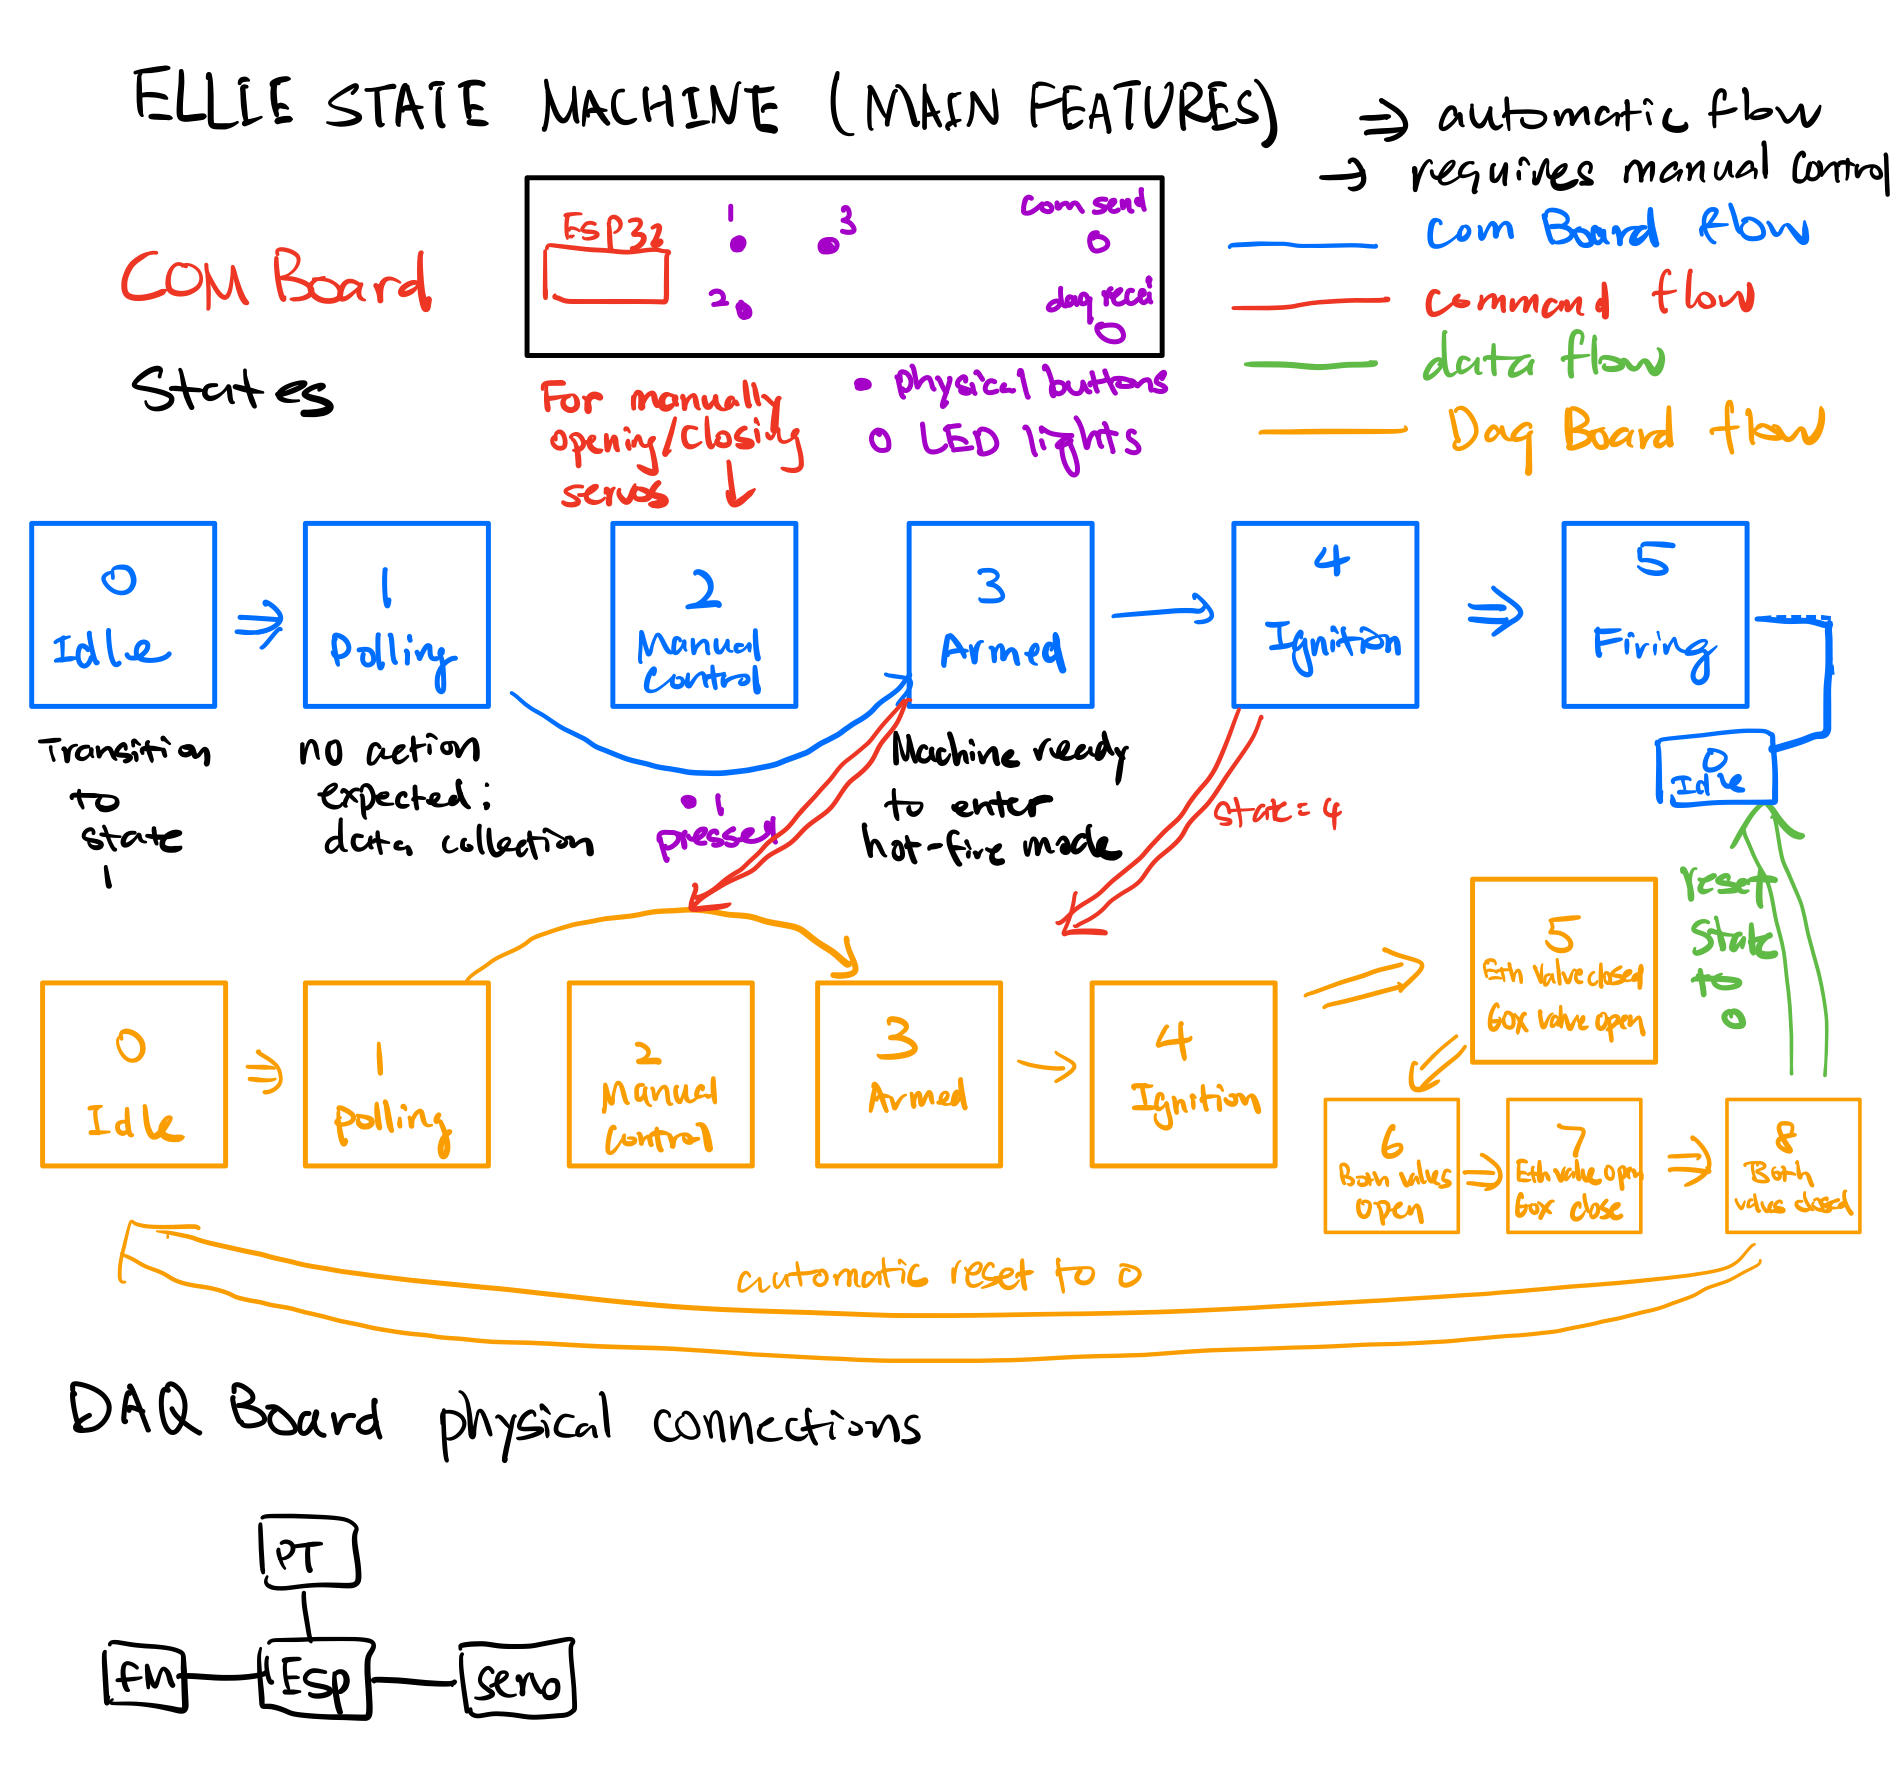 ELLIE STATE MACHINE (MAIN FEATURES)
⇒ automatic flow
→ requires manual control
Com Board flow
command flow
data flow
Daq Board flow
COM Board
States
Esp32
1
3
2
com send
daq recei
• physical buttons
o LED lights
For manually
opening/closing
servos
0
Idle
1
Polling
2
Manual
Control
3
Armed
4
Ignition
5
Firing
0
Idle
Transition
to
state
1
no action
expected:
data collection
• 1
pressed
Machine ready
to enter
hot-fire mode
state = 4
reset
state
to
0
0
Idle
1
polling
2
Manual
Control
3
Armed
4
Ignition
5
Eth valve closed
Gox valve open
6
Both valves
open
7
Eth valve open
Gox close
8
Both
valves closed
automatic reset to 0
DAQ Board physical connections
PT
fM
Esp
servo